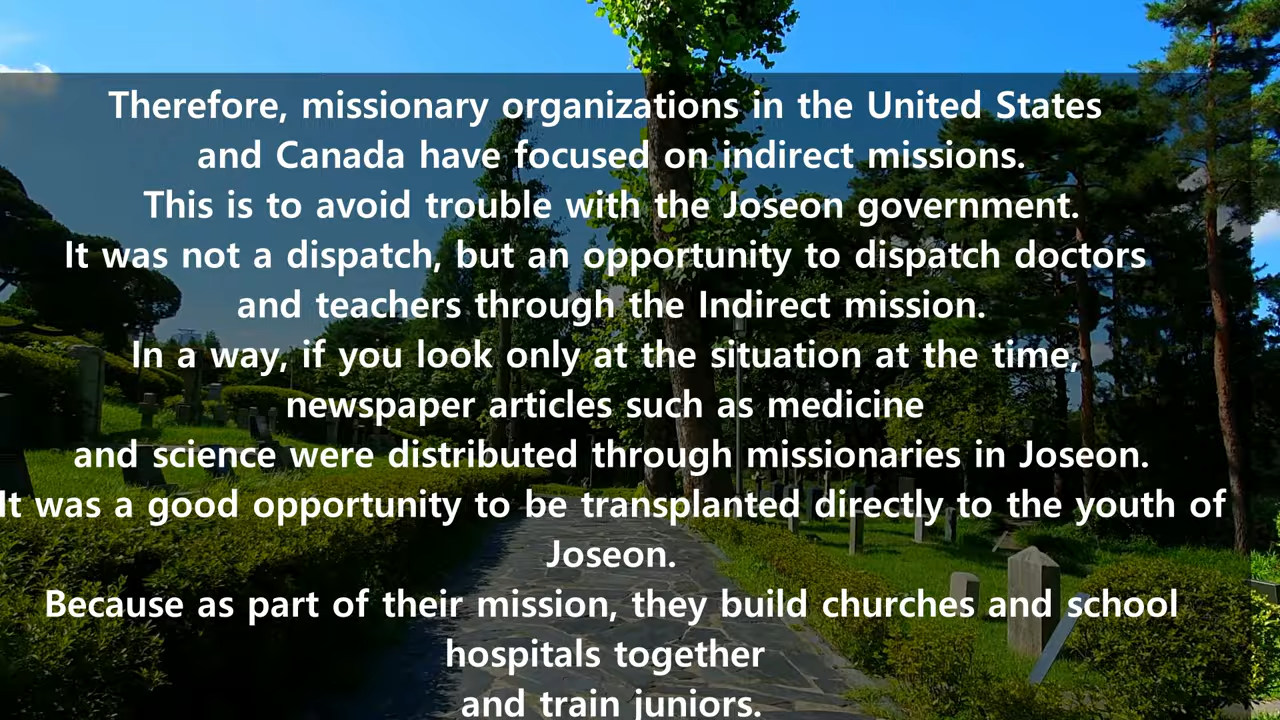 Therefore, missionary organizations in the United States
and Canada have focused on indirect missions.
This is to avoid trouble with the Joseon government.
It was not a dispatch, but an opportunity to dispatch doctors
and teachers through the Indirect mission.
In a way, if you look only at the situation at the time,
newspaper articles such as medicine
and science were distributed through missionaries in Joseon.
It was a good opportunity to be transplanted directly to the youth of
Joseon.
Because as part of their mission, they build churches and school
hospitals together
and train juniors.